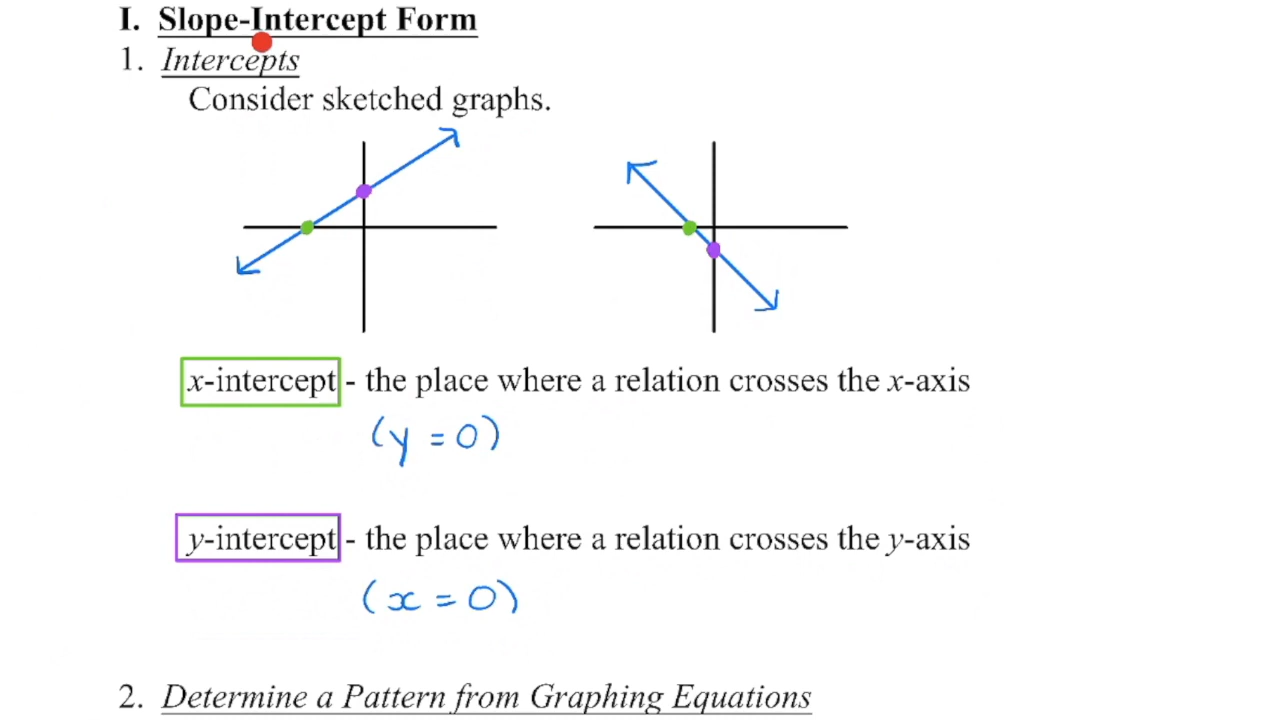 I. Slope-Intercept Form
1. Intercepts
Consider sketched graphs.
x-intercept - the place where a relation crosses the x-axis
(y = 0)
y-intercept - the place where a relation crosses the y-axis
(x = 0)
2. Determine a Pattern from Graphing Equations